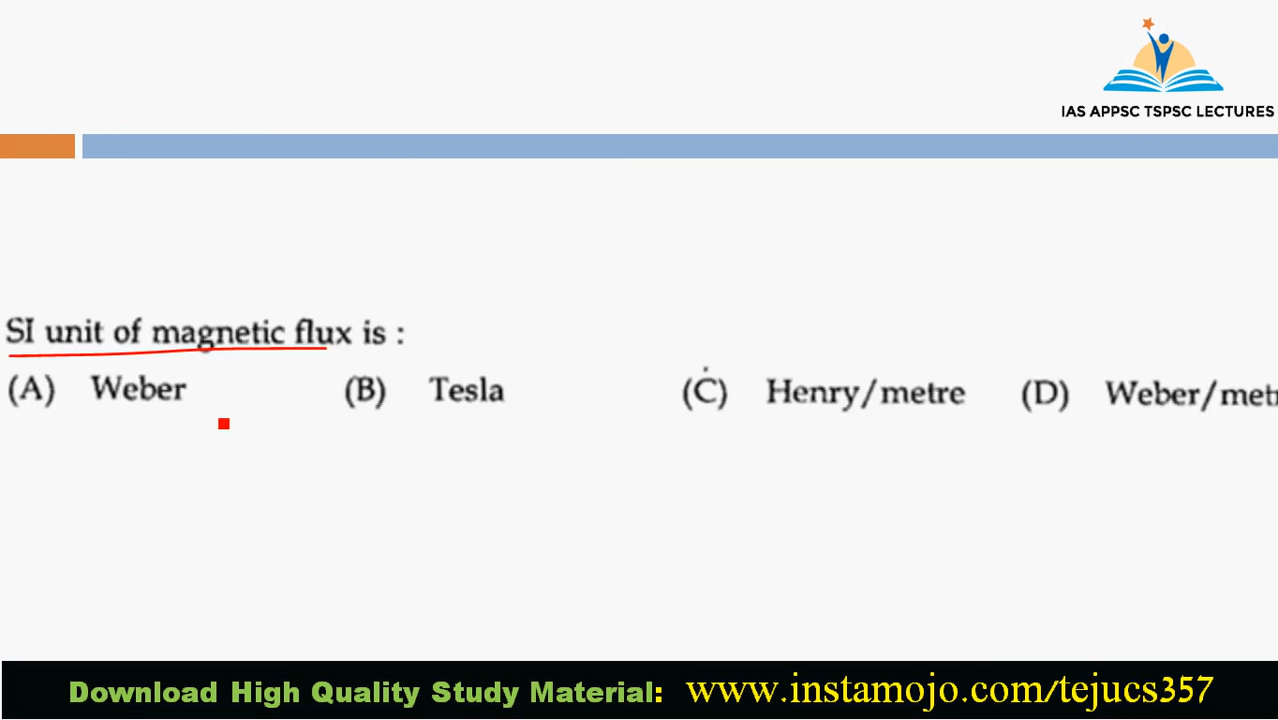 IAS APPSC TSPSC LECTURES
SI unit of magnetic flux is :
(A) Weber (B) Tesla (C) Henry/metre (D) Weber/met
Download High Quality Study Material: www.instamojo.com/tejucs357